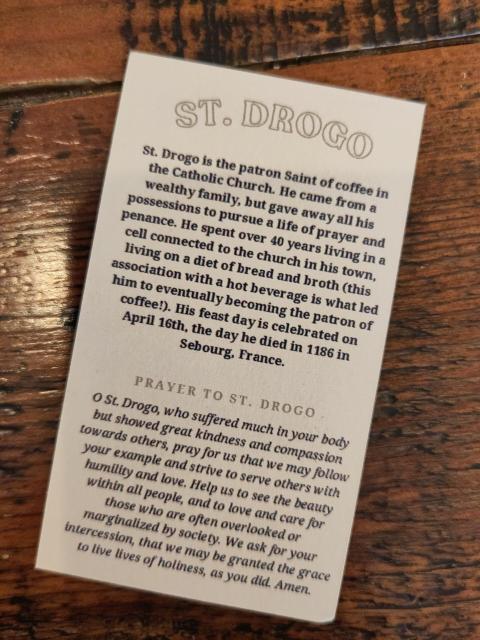 ST. DROGO
St. Drogo is the patron Saint of coffee in
the Catholic Church. He came from a
wealthy family, but gave away all his
possessions to pursue a life of prayer and
penance. He spent over 40 years living in a
cell connected to the church in his town,
living on a diet of bread and broth (this
association with a hot beverage is what led
him to eventually becoming the patron of
coffee!). His feast day is celebrated on
April 16th, the day he died in 1186 in
Sebourg, France.
PRAYER TO ST. DROGO
O St. Drogo, who suffered much in your body
but showed great kindness and compassion
towards others, pray for us that we may follow
your example and strive to serve others with
humility and love. Help us to see the beauty
within all people, and to love and care for
those who are often overlooked or
marginalized by society. We ask for your
intercession, that we may be granted the grace
to live lives of holiness, as you did. Amen.